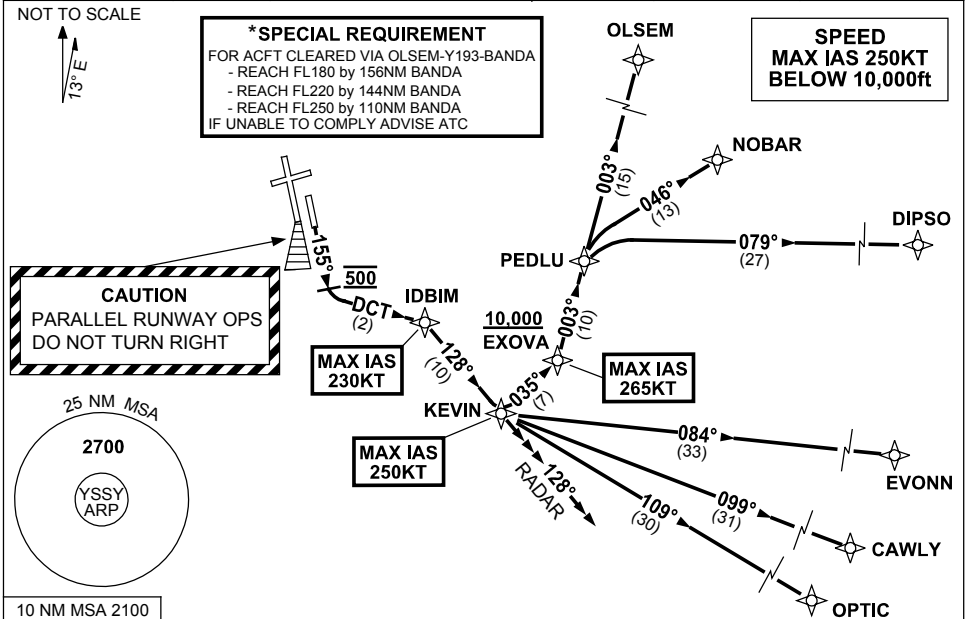 NOT TO SCALE
13° E
*SPECIAL REQUIREMENT
FOR ACFT CLEARED VIA OLSEM-Y193-BANDA
- REACH FL180 by 156NM BANDA
- REACH FL220 by 144NM BANDA
- REACH FL250 by 110NM BANDA
IF UNABLE TO COMPLY ADVISE ATC
OLSEM
SPEED
MAX IAS 250KT
BELOW 10,000ft
003°
(15)
NOBAR
046°
(13)
DIPSO
079°
(27)
PEDLU
155°
500
DCT
(2)
IDBIM
CAUTION
PARALLEL RUNWAY OPS
DO NOT TURN RIGHT
MAX IAS
230KT
128°
(10)
10,000
EXOVA
003°
(10)
MAX IAS
265KT
035°
(7)
KEVIN
MAX IAS
250KT
128°
RADAR
084°
(33)
EVONN
099°
(31)
CAWLY
109°
(30)
OPTIC
25 NM MSA
2700
YSSY
ARP
10 NM MSA 2100